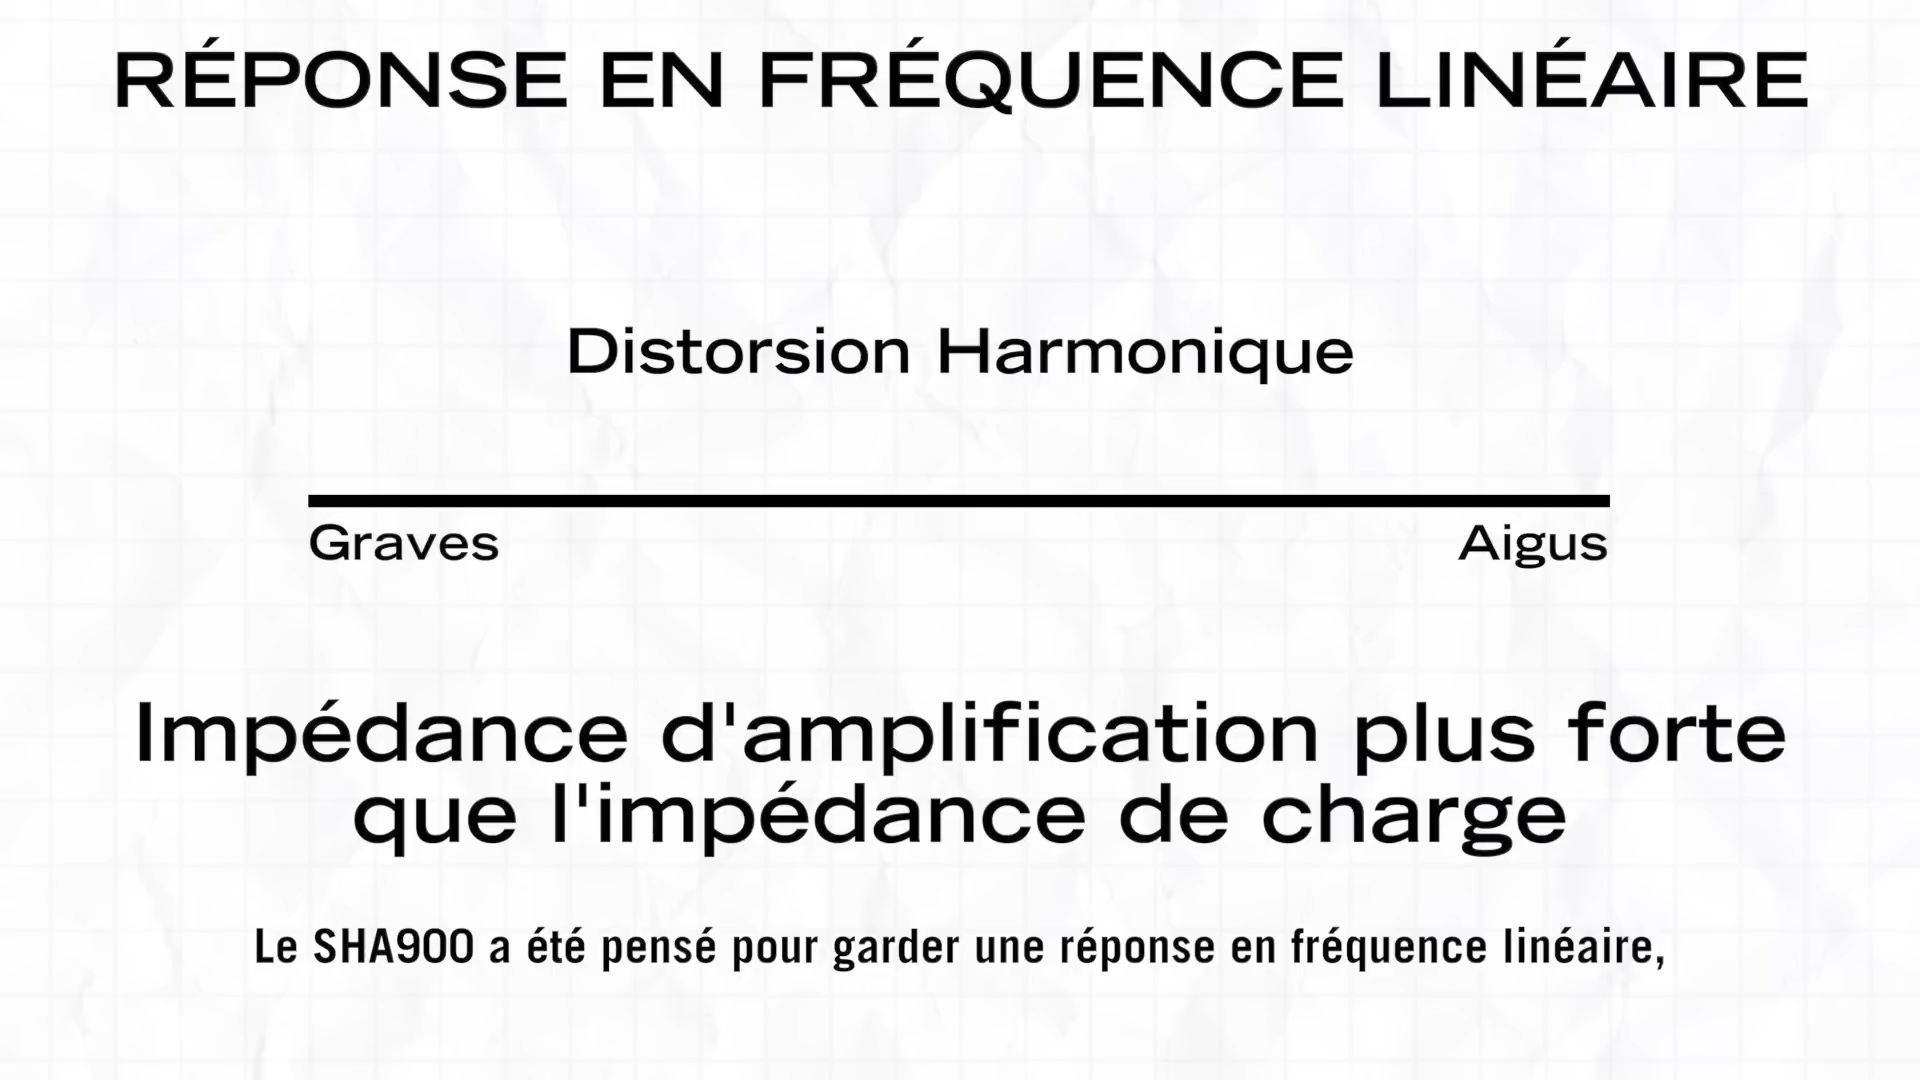 RÉPONSE EN FRÉQUENCE LINÉAIRE
Distorsion Harmonique
Graves
Aigus
Impédance d'amplification plus forte
que l'impédance de charge
Le SHA900 a été pensé pour garder une réponse en fréquence linéaire,